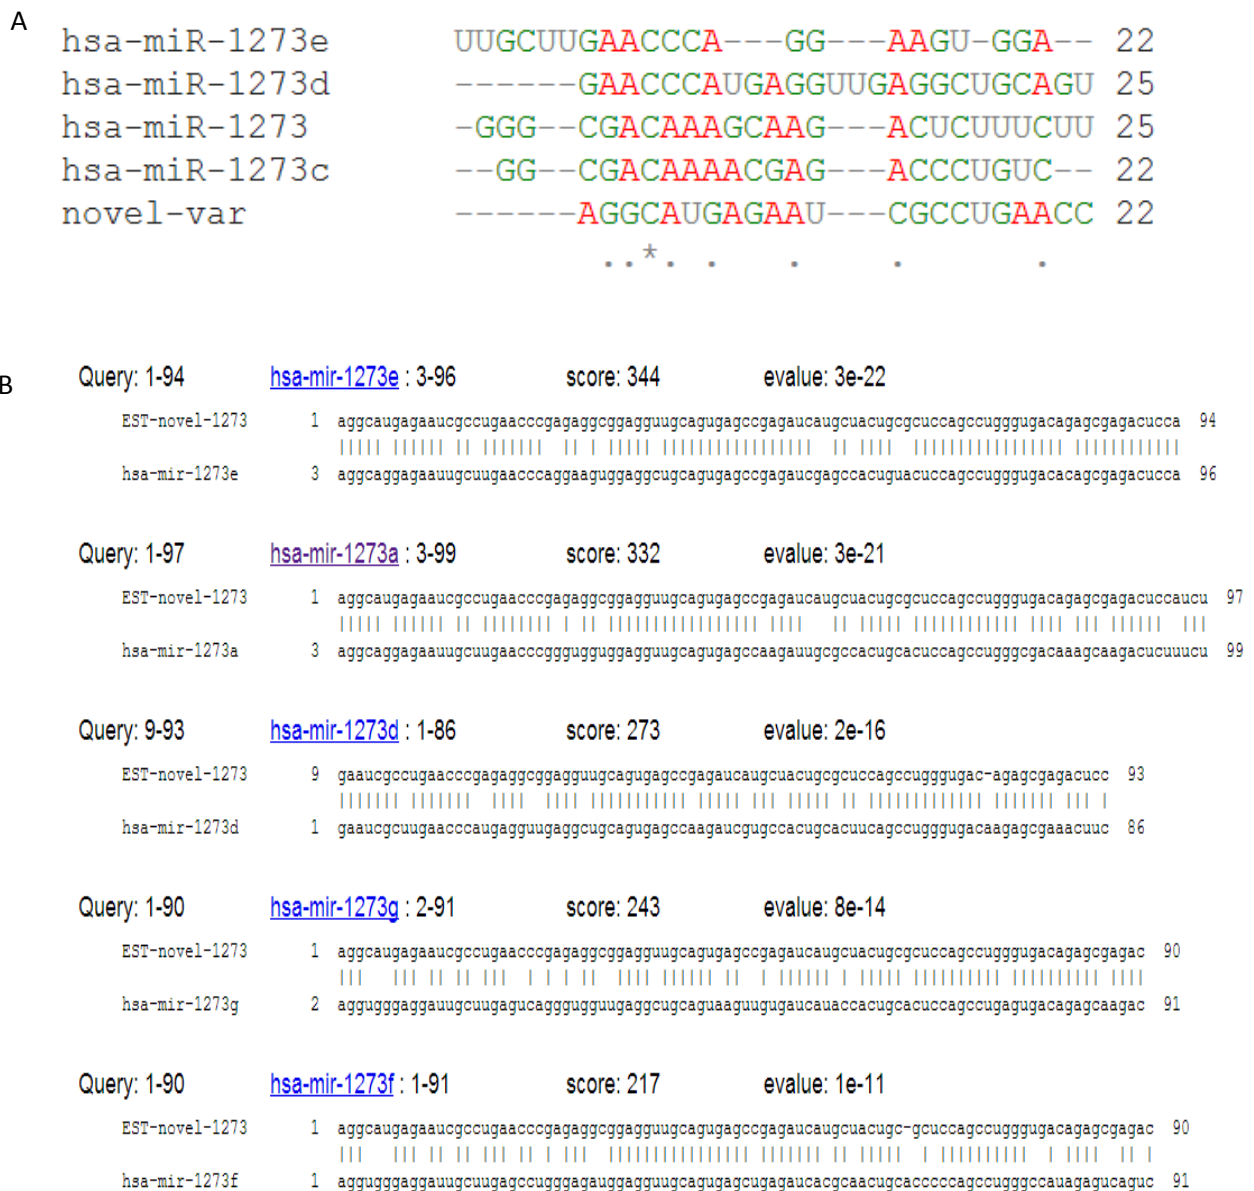 A
hsa-miR-1273e UUGCUUGAACCCA---GG---AAGU-GGA-- 22
hsa-miR-1273d ------GAACCCAUGAGGUUGAGGCUGCAGU 25
hsa-miR-1273 -GGG--CGACAAAGCAAG---ACUCUUUCUU 25
hsa-miR-1273c --GG--CGACAAAACGAG---ACCCUGUC-- 22
novel-var ------AGGCAUGAGAAU---CGCCUGAACC 22
..*. . . . .
B
Query: 1-94 hsa-mir-1273e : 3-96 score: 344 evalue: 3e-22
EST-novel-1273 1 aggcaugagaaucgccugaacccgagaggcggagguugcagugagccgagaucaugcuacugcgcuccagccugggugacagagcgagacucca 94
hsa-mir-1273e 3 aggcaggagaauugcuugaacccaggaaguggaggcugcagugagccgagaucgagccacuguacuccagccugggugacacagcgagacucca 96
Query: 1-97 hsa-mir-1273a : 3-99 score: 332 evalue: 3e-21
EST-novel-1273 1 aggcaugagaaucgccugaacccgagaggcggagguugcagugagccgagaucaugcuacugcgcuccagccugggugacagagcgagacuccaucu 97
hsa-mir-1273a 3 aggcaggagaauugcuugaacccgggugguggagguugcagugagccaagauugcgccacugcacuccagccugggcgacaaagcaagacucuuucu 99
Query: 9-93 hsa-mir-1273d : 1-86 score: 273 evalue: 2e-16
EST-novel-1273 9 gaaucgccugaacccgagaggcggagguugcagugagccgagaucaugcuacugcgcuccagccugggugac-agagcgagacucc 93
hsa-mir-1273d 1 gaaucgcuugaacccaugagguugaggcugcagugagccaagaucgugccacugcacuucagccugggugacaagagcgaaacuuc 86
Query: 1-90 hsa-mir-1273g : 2-91 score: 243 evalue: 8e-14
EST-novel-1273 1 aggcaugagaaucgccugaacccgagaggcggagguugcagugagccgagaucaugcuacugcgcuccagccugggugacagagcgagac 90
hsa-mir-1273g 2 aggugggaggauugcuugagucagggugguugaggcugcaguaaguugugaucauaccacugcacuccagccugagugacagagcaagac 91
Query: 1-90 hsa-mir-1273f : 1-91 score: 217 evalue: 1e-11
EST-novel-1273 1 aggcaugagaaucgccugaacccgagaggcggagguugcagugagccgagaucaugcuacugc-gcuccagccugggugacagagcgagac 90
hsa-mir-1273f 1 aggugggaggauugcuugagccugggagauggagguugcagugagcugagaucacgcaacugcacccccagccugggccauagagucaguc 91